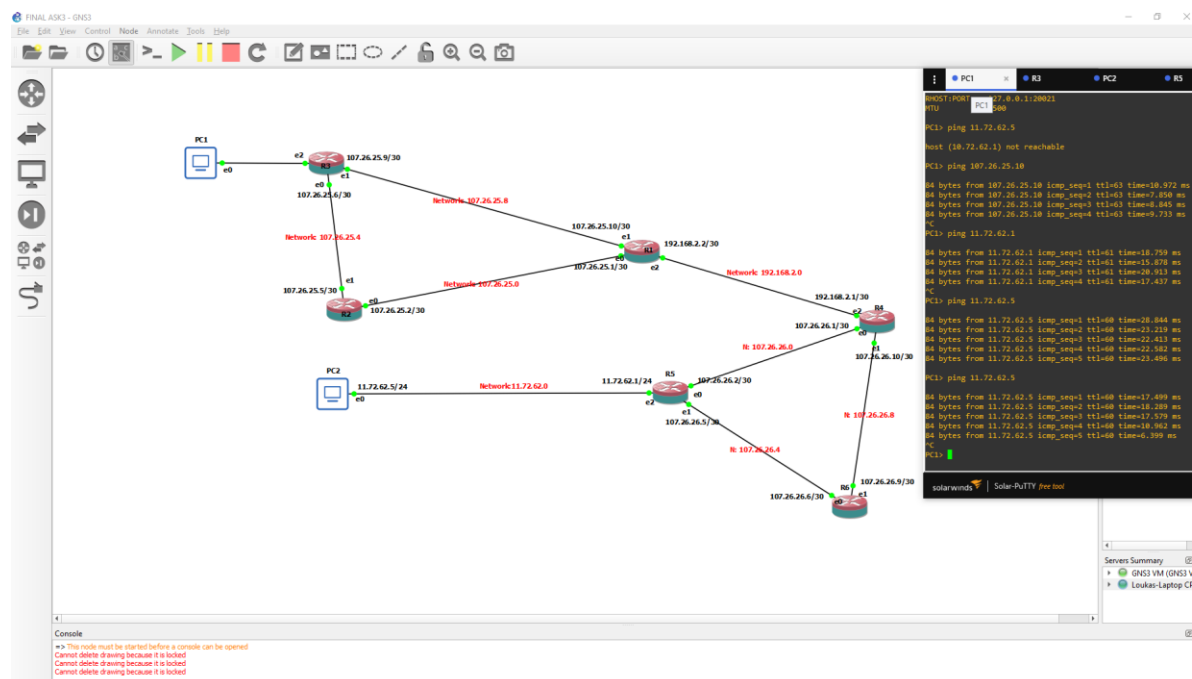 FINAL ASK3 - GNS3
File Edit View Control Node Annotate Tools Help
PC1
e0
e2
R3
107.26.25.9/30
e1
e0
107.26.25.6/30
Network: 107.26.25.8
Network: 107.26.25.4
107.26.25.10/30
e1
R1
192.168.2.2/30
e0
e2
107.26.25.1/30
Network: 192.168.2.0
Network: 107.26.25.0
e1
107.26.25.5/30
e0
R2
107.26.25.2/30
192.168.2.1/30
R4
e2
107.26.26.1/30
e0
e1
107.26.26.10/30
N: 107.26.26.0
PC2
11.72.62.5/24
e0
Network:11.72.62.0
11.72.62.1/24
R5
107.26.26.2/30
e2
e0
e1
107.26.26.5/30
N: 107.26.26.8
N: 107.26.26.4
R6
107.26.26.9/30
107.26.26.6/30
e0
e1
PC1
R3
PC2
R5
RHOST:PORT 27.0.0.1:20021
MTU 500
PC1
PC1> ping 11.72.62.5
host (10.72.62.1) not reachable
PC1> ping 107.26.25.10
84 bytes from 107.26.25.10 icmp_seq=1 ttl=63 time=10.972 ms
84 bytes from 107.26.25.10 icmp_seq=2 ttl=63 time=7.850 ms
84 bytes from 107.26.25.10 icmp_seq=3 ttl=63 time=8.845 ms
84 bytes from 107.26.25.10 icmp_seq=4 ttl=63 time=9.733 ms
^C
PC1> ping 11.72.62.1
84 bytes from 11.72.62.1 icmp_seq=1 ttl=61 time=18.759 ms
84 bytes from 11.72.62.1 icmp_seq=2 ttl=61 time=15.878 ms
84 bytes from 11.72.62.1 icmp_seq=3 ttl=61 time=20.913 ms
84 bytes from 11.72.62.1 icmp_seq=4 ttl=61 time=17.437 ms
^C
PC1> ping 11.72.62.5
84 bytes from 11.72.62.5 icmp_seq=1 ttl=60 time=28.844 ms
84 bytes from 11.72.62.5 icmp_seq=2 ttl=60 time=23.219 ms
84 bytes from 11.72.62.5 icmp_seq=3 ttl=60 time=22.413 ms
84 bytes from 11.72.62.5 icmp_seq=4 ttl=60 time=22.582 ms
84 bytes from 11.72.62.5 icmp_seq=5 ttl=60 time=23.496 ms
PC1> ping 11.72.62.5
84 bytes from 11.72.62.5 icmp_seq=1 ttl=60 time=17.499 ms
84 bytes from 11.72.62.5 icmp_seq=2 ttl=60 time=18.289 ms
84 bytes from 11.72.62.5 icmp_seq=3 ttl=60 time=17.579 ms
84 bytes from 11.72.62.5 icmp_seq=4 ttl=60 time=10.962 ms
84 bytes from 11.72.62.5 icmp_seq=5 ttl=60 time=6.399 ms
^C
PC1>
solarwinds Solar-PuTTY free tool
Servers Summary
GNS3 VM (GNS3 V
Loukas-Laptop CP
Console
=> This node must be started before a console can be opened
Cannot delete drawing because it is locked
Cannot delete drawing because it is locked
Cannot delete drawing because it is locked